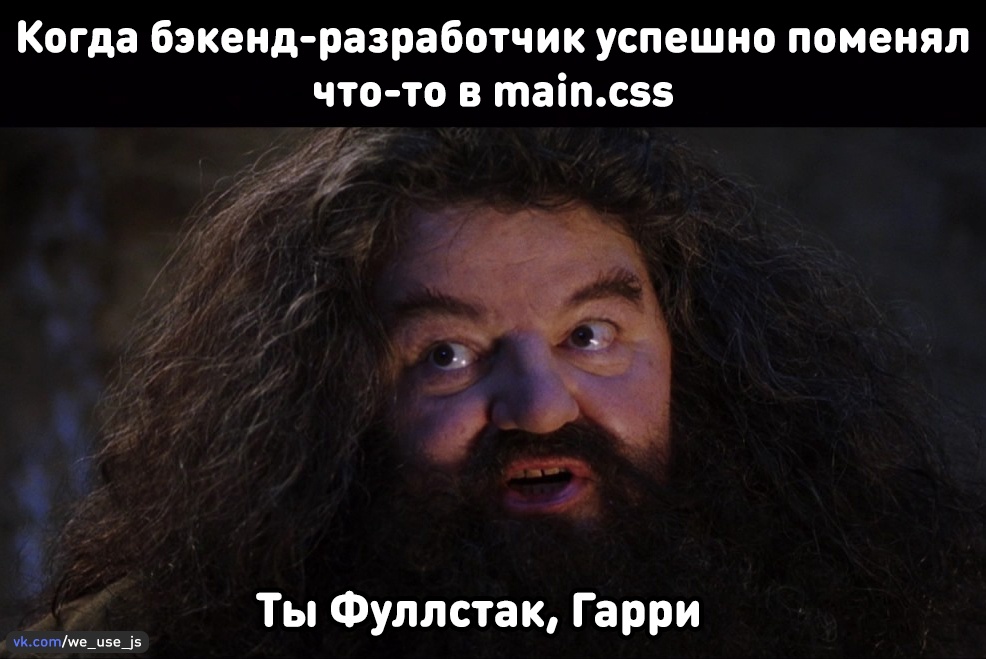 Когда бэкенд-разработчик успешно поменял
что-то в main.css
Ты Фуллстак, Гарри
vk.com/we_use_js